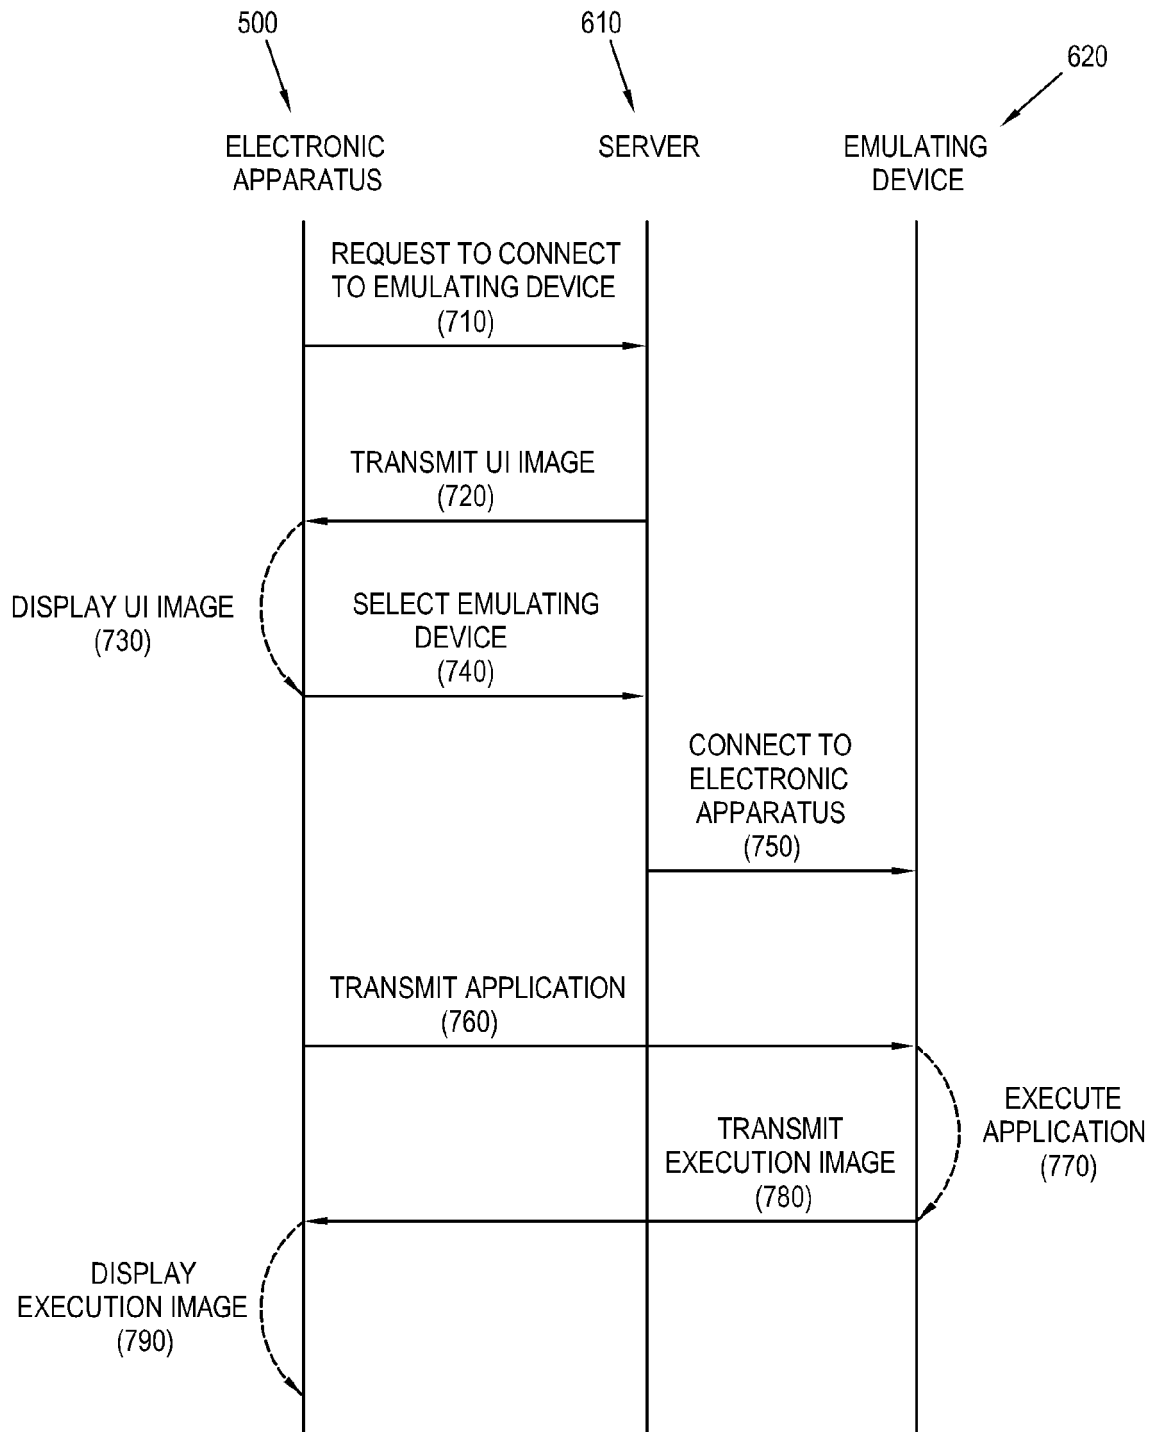 500
610
620
ELECTRONIC
APPARATUS
SERVER
EMULATING
DEVICE
REQUEST TO CONNECT
TO EMULATING DEVICE
(710)
TRANSMIT UI IMAGE
(720)
DISPLAY UI IMAGE
(730)
SELECT EMULATING
DEVICE
(740)
CONNECT TO
ELECTRONIC
APPARATUS
(750)
TRANSMIT APPLICATION
(760)
EXECUTE
APPLICATION
(770)
TRANSMIT
EXECUTION IMAGE
(780)
DISPLAY
EXECUTION IMAGE
(790)